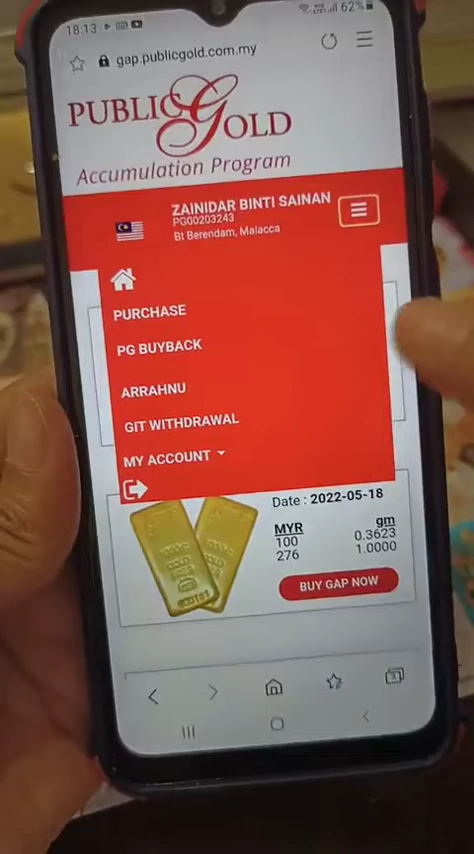 18:13
62%
gap.publicgold.com.my
PUBLIC GOLD
Accumulation Program
ZAINIDAR BINTI SAINAN
PG00203243
Bt Berendam, Malacca
PURCHASE
PG BUYBACK
ARRAHNU
GIT WITHDRAWAL
MY ACCOUNT
Date : 2022-05-18
MYR gm
100 0.3623
276 1.0000
BUY GAP NOW